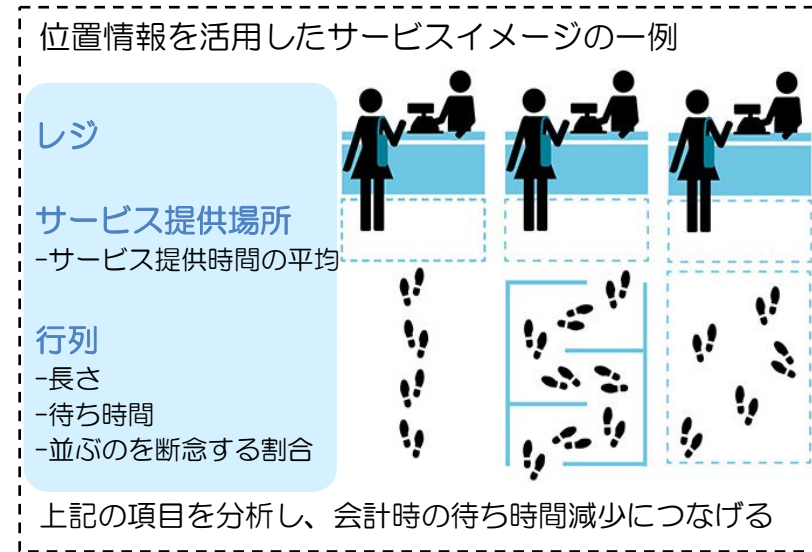 位置情報を活用したサービスイメージの一例
レジ
サービス提供場所
-サービス提供時間の平均
行列
-長さ
-待ち時間
-並ぶのを断念する割合
上記の項目を分析し、会計時の待ち時間減少につなげる